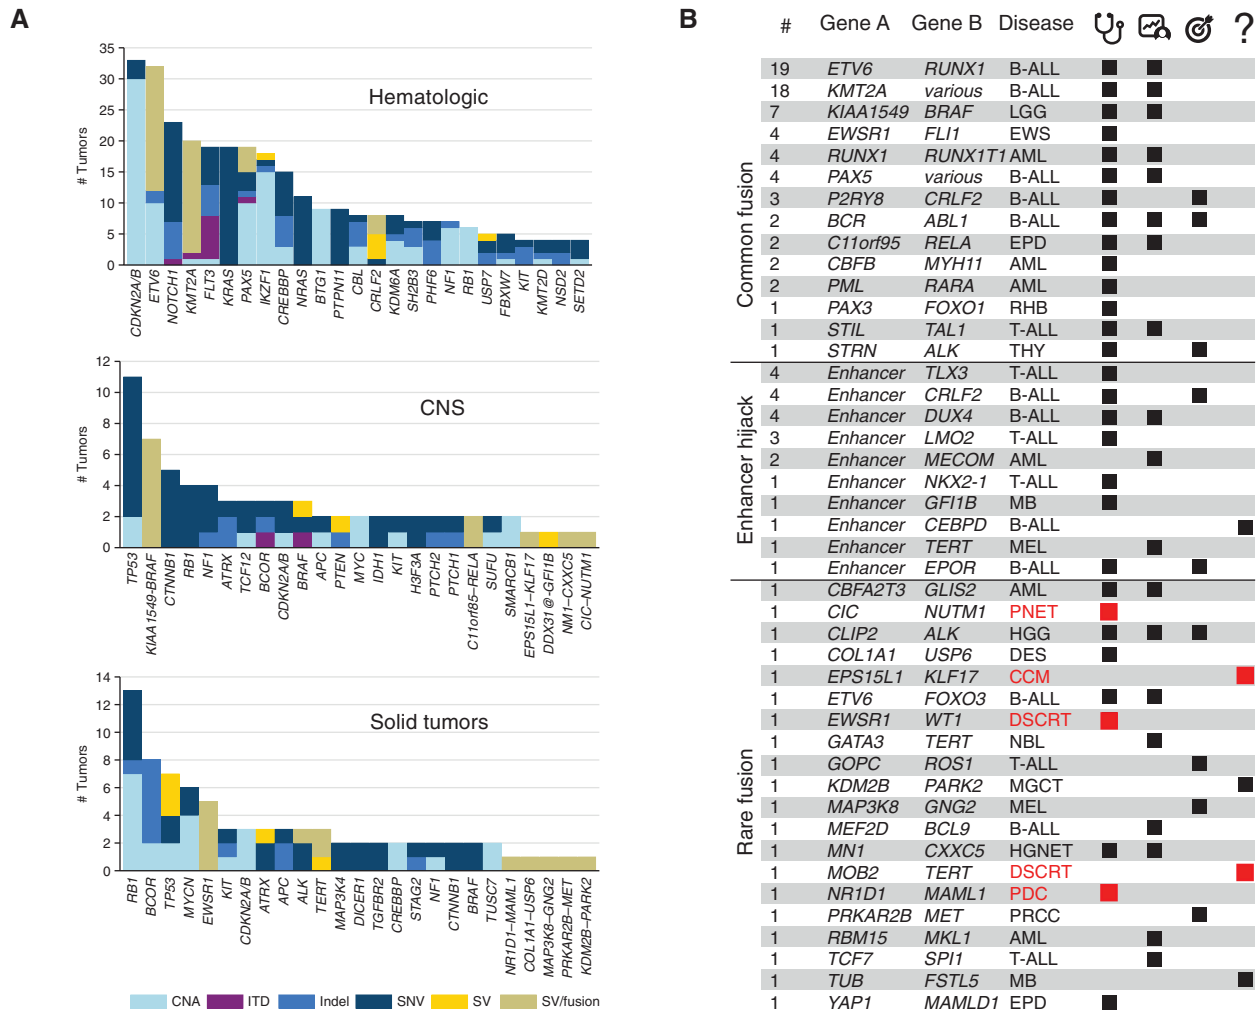 A
Hematologic
# Tumors
35
30
25
20
15
10
5
0
CDKN2A/B
ETV6
NOTCH1
KMT2A
FLT3
KRAS
PAX5
IKZF1
CREBBP
NRAS
BTG1
PTPN11
CBL
CRLF2
KDM6A
SH2B3
PHF6
NF1
RB1
USP7
FBXW7
KIT
KMT2D
NSD2
SETD2
CNS
# Tumors
12
10
8
6
4
2
0
TP53
KIAA1549-BRAF
CTNNB1
RB1
NF1
ATRX
TCF12
BCOR
CDKN2A/B
BRAF
APC
PTEN
MYC
IDH1
KIT
H3F3A
PTCH2
PTCH1
C11orf85–RELA
SUFU
SMARCB1
EPS15L1–KLF17
DDX31@-GFI1B
NM1–CXXC5
CIC–NUTM1
Solid tumors
# Tumors
14
12
10
8
6
4
2
0
RB1
BCOR
TP53
MYCN
EWSR1
KIT
CDKN2A/B
ATRX
APC
ALK
TERT
MAP3K4
DICER1
TGFBR2
CREBBP
STAG2
NF1
CTNNB1
BRAF
TUSC7
NR1D1–MAML1
COL1A1–USP6
MAP3K8–GNG2
PRKAR2B–MET
KDM2B–PARK2
CNA ITD Indel SNV SV SV/fusion
B
# Gene A Gene B Disease ?
Common fusion
19 ETV6 RUNX1 B-ALL
18 KMT2A various B-ALL
7 KIAA1549 BRAF LGG
4 EWSR1 FLI1 EWS
4 RUNX1 RUNX1T1 AML
4 PAX5 various B-ALL
3 P2RY8 CRLF2 B-ALL
2 BCR ABL1 B-ALL
2 C11orf95 RELA EPD
2 CBFB MYH11 AML
2 PML RARA AML
1 PAX3 FOXO1 RHB
1 STIL TAL1 T-ALL
1 STRN ALK THY
Enhancer hijack
4 Enhancer TLX3 T-ALL
4 Enhancer CRLF2 B-ALL
4 Enhancer DUX4 B-ALL
3 Enhancer LMO2 T-ALL
2 Enhancer MECOM AML
1 Enhancer NKX2-1 T-ALL
1 Enhancer GFI1B MB
1 Enhancer CEBPD B-ALL
1 Enhancer TERT MEL
1 Enhancer EPOR B-ALL
Rare fusion
1 CBFA2T3 GLIS2 AML
1 CIC NUTM1 PNET
1 CLIP2 ALK HGG
1 COL1A1 USP6 DES
1 EPS15L1 KLF17 CCM
1 ETV6 FOXO3 B-ALL
1 EWSR1 WT1 DSCRT
1 GATA3 TERT NBL
1 GOPC ROS1 T-ALL
1 KDM2B PARK2 MGCT
1 MAP3K8 GNG2 MEL
1 MEF2D BCL9 B-ALL
1 MN1 CXXC5 HGNET
1 MOB2 TERT DSCRT
1 NR1D1 MAML1 PDC
1 PRKAR2B MET PRCC
1 RBM15 MKL1 AML
1 TCF7 SPI1 T-ALL
1 TUB FSTL5 MB
1 YAP1 MAMLD1 EPD